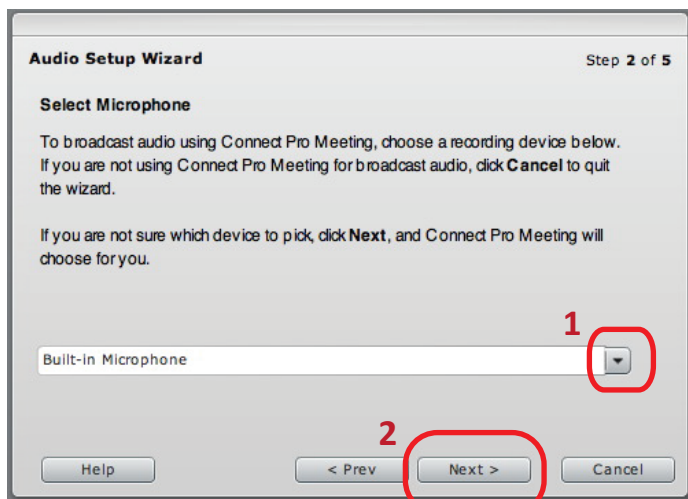 Audio Setup Wizard
Step 2 of 5
Select Microphone
To broadcast audio using Connect Pro Meeting, choose a recording device below.
If you are not using Connect Pro Meeting for broadcast audio, click Cancel to quit
the wizard.
If you are not sure which device to pick, click Next, and Connect Pro Meeting will
choose for you.
1
Built-in Microphone
2
Help
< Prev
Next >
Cancel